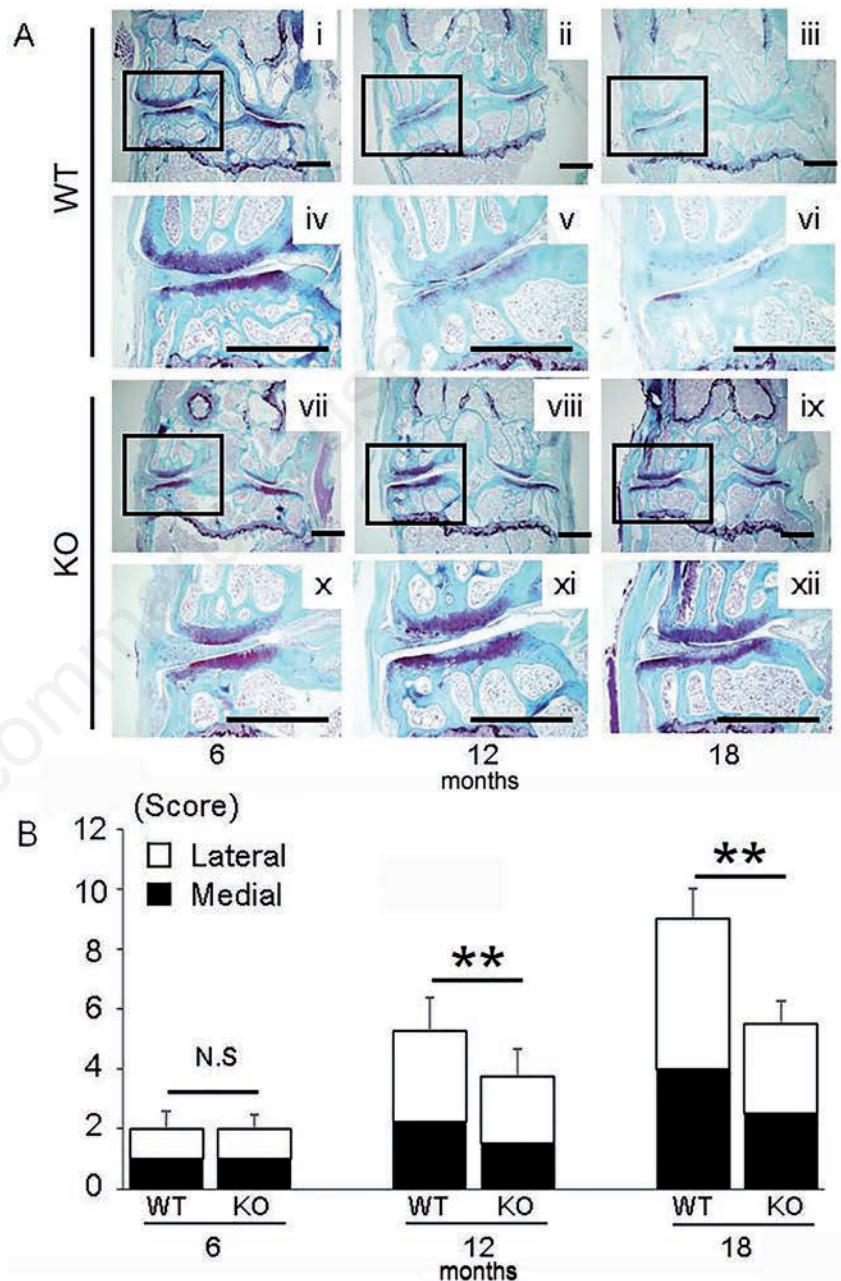 A
i ii iii
WT
iv v vi
vii viii ix
KO
x xi xii
6 12 18
months
B
(Score)
12
Lateral
Medial
10
8
6
4
2
0
N.S
**
**
WT KO WT KO WT KO
6 12 18
months